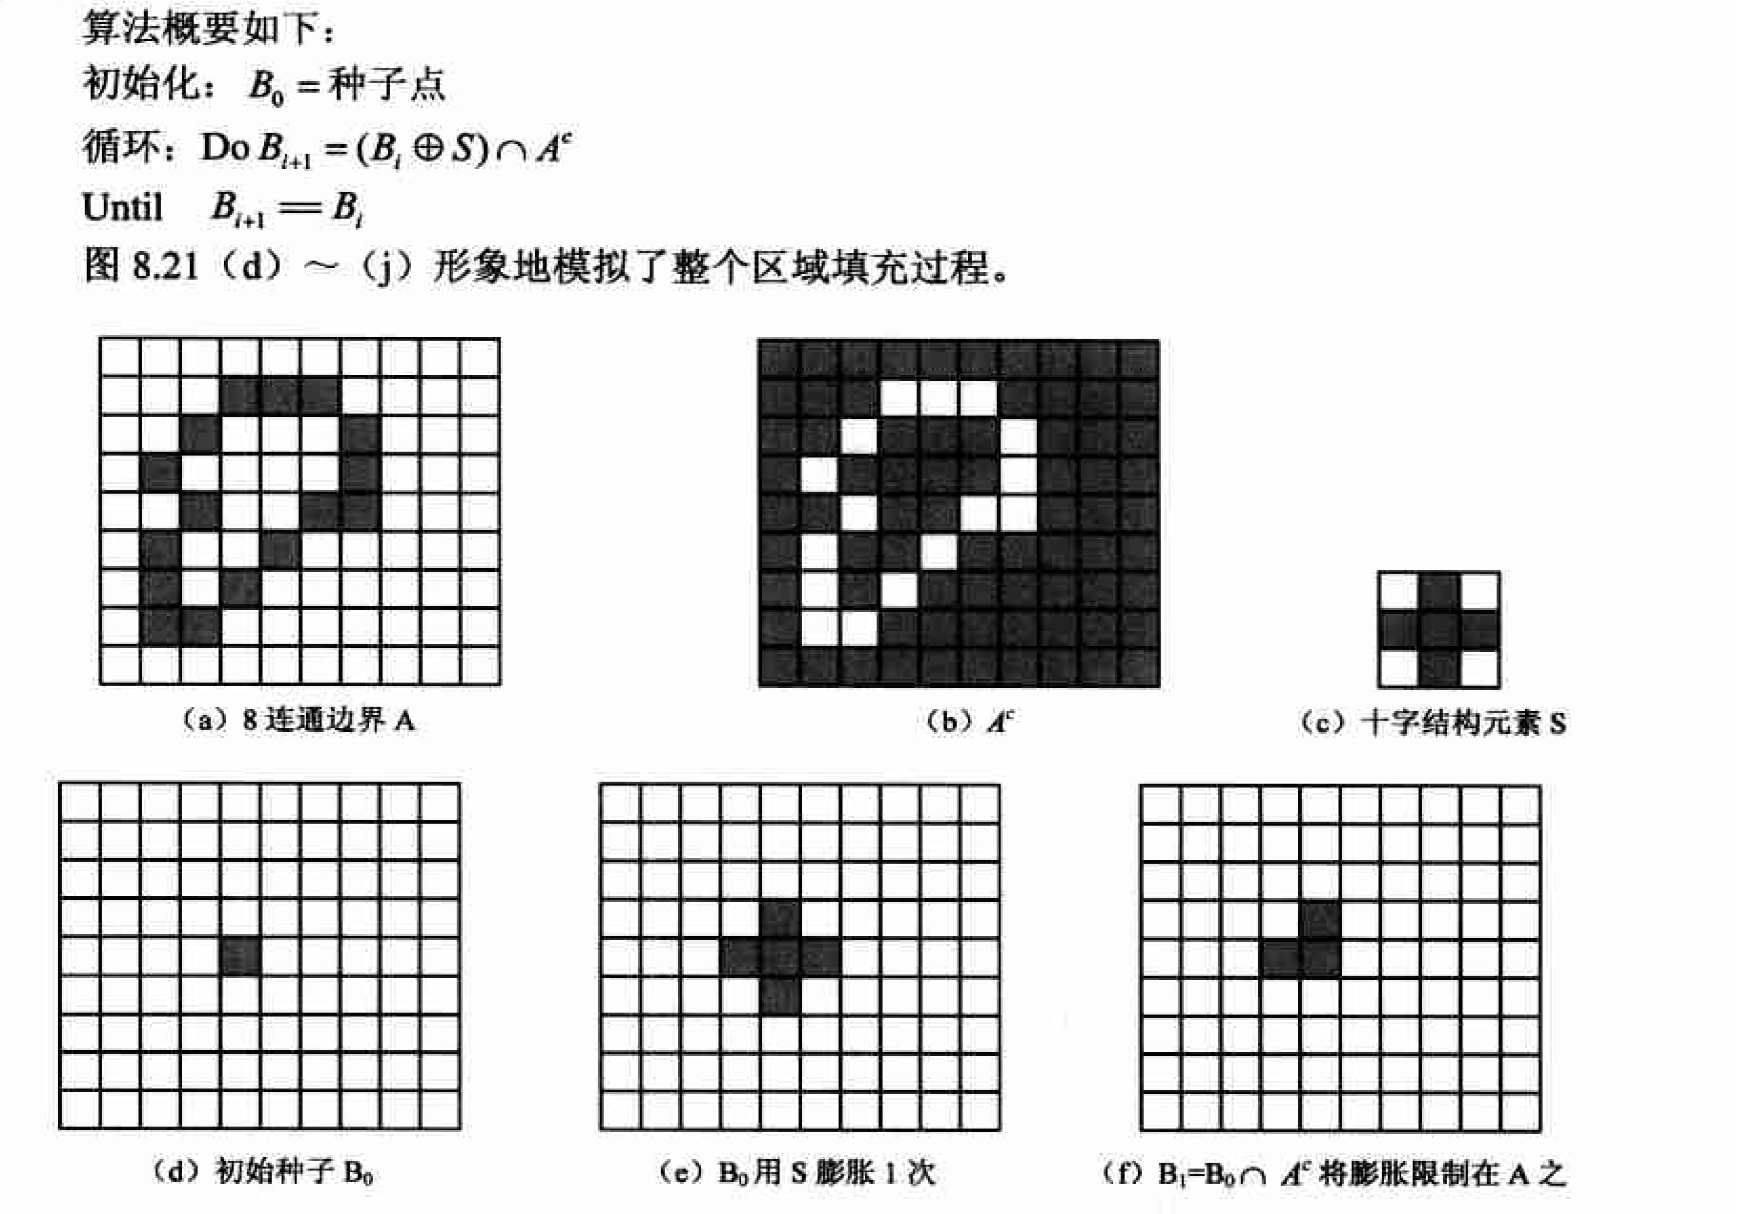 算法概要如下：
初始化： B₀ = 种子点
循环：Do Bᵢ₊₁ = (Bᵢ ⊕ S) ∩ Aᶜ
Until Bᵢ₊₁ == Bᵢ
图 8.21（d）～（j）形象地模拟了整个区域填充过程。
（a）8 连通边界 A
（b）Aᶜ
（c）十字结构元素 S
（d）初始种子 B₀
（e）B₀用 S 膨胀 1 次
（f）B₁=B₀∩ Aᶜ 将膨胀限制在 A 之